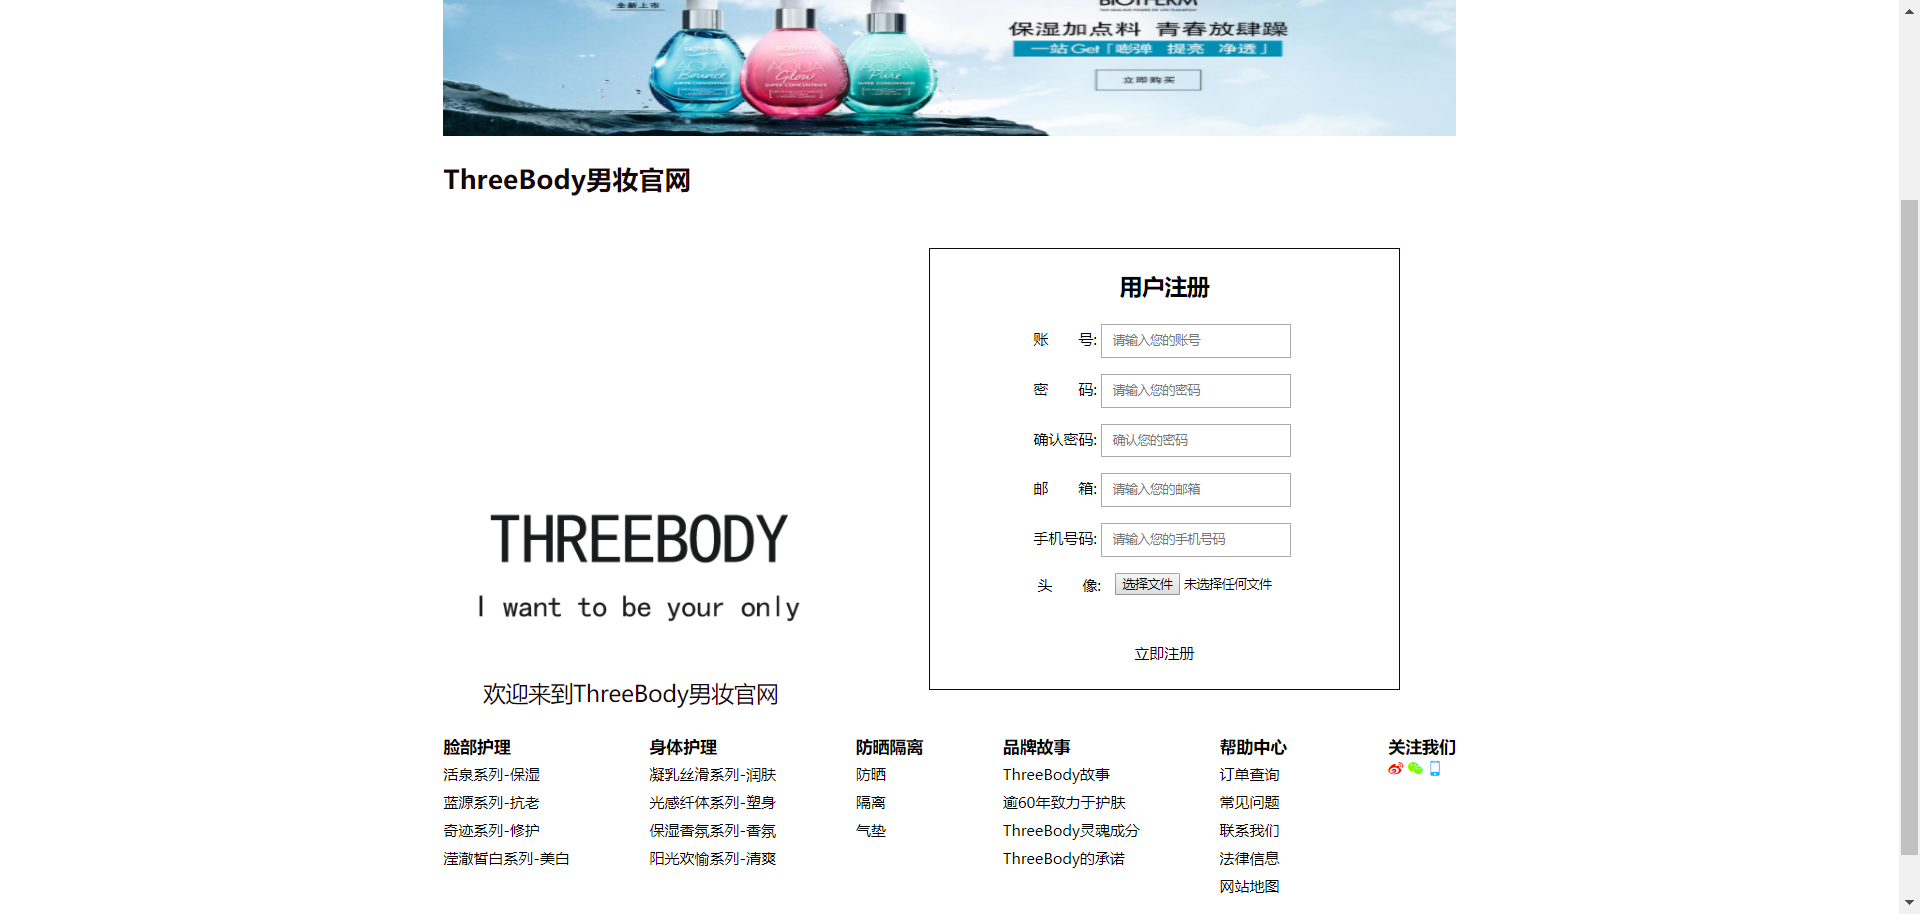 全新上市
BIOTHERM
保湿加点料 青春放肆躁
一站Get「嘭弹 提亮 净透」
立即购买
BIOTHERM
AQUA
Bounce
SUPER CONCENTRATE
BIOTHERM
AQUA
Glow
SUPER CONCENTRATE
BIOTHERM
AQUA
Pure
SUPER CONCENTRATE
ThreeBody男妆官网
用户注册
账 号: 请输入您的账号
密 码: 请输入您的密码
确认密码: 确认您的密码
邮 箱: 请输入您的邮箱
手机号码: 请输入您的手机号码
头 像: 选择文件 未选择任何文件
立即注册
THREEBODY
I want to be your only
欢迎来到ThreeBody男妆官网
脸部护理
活泉系列-保湿
蓝源系列-抗老
奇迹系列-修护
滢澈皙白系列-美白
身体护理
凝乳丝滑系列-润肤
光感纤体系列-塑身
保湿香氛系列-香氛
阳光欢愉系列-清爽
防晒隔离
防晒
隔离
气垫
品牌故事
ThreeBody故事
逾60年致力于护肤
ThreeBody灵魂成分
ThreeBody的承诺
帮助中心
订单查询
常见问题
联系我们
法律信息
网站地图
关注我们